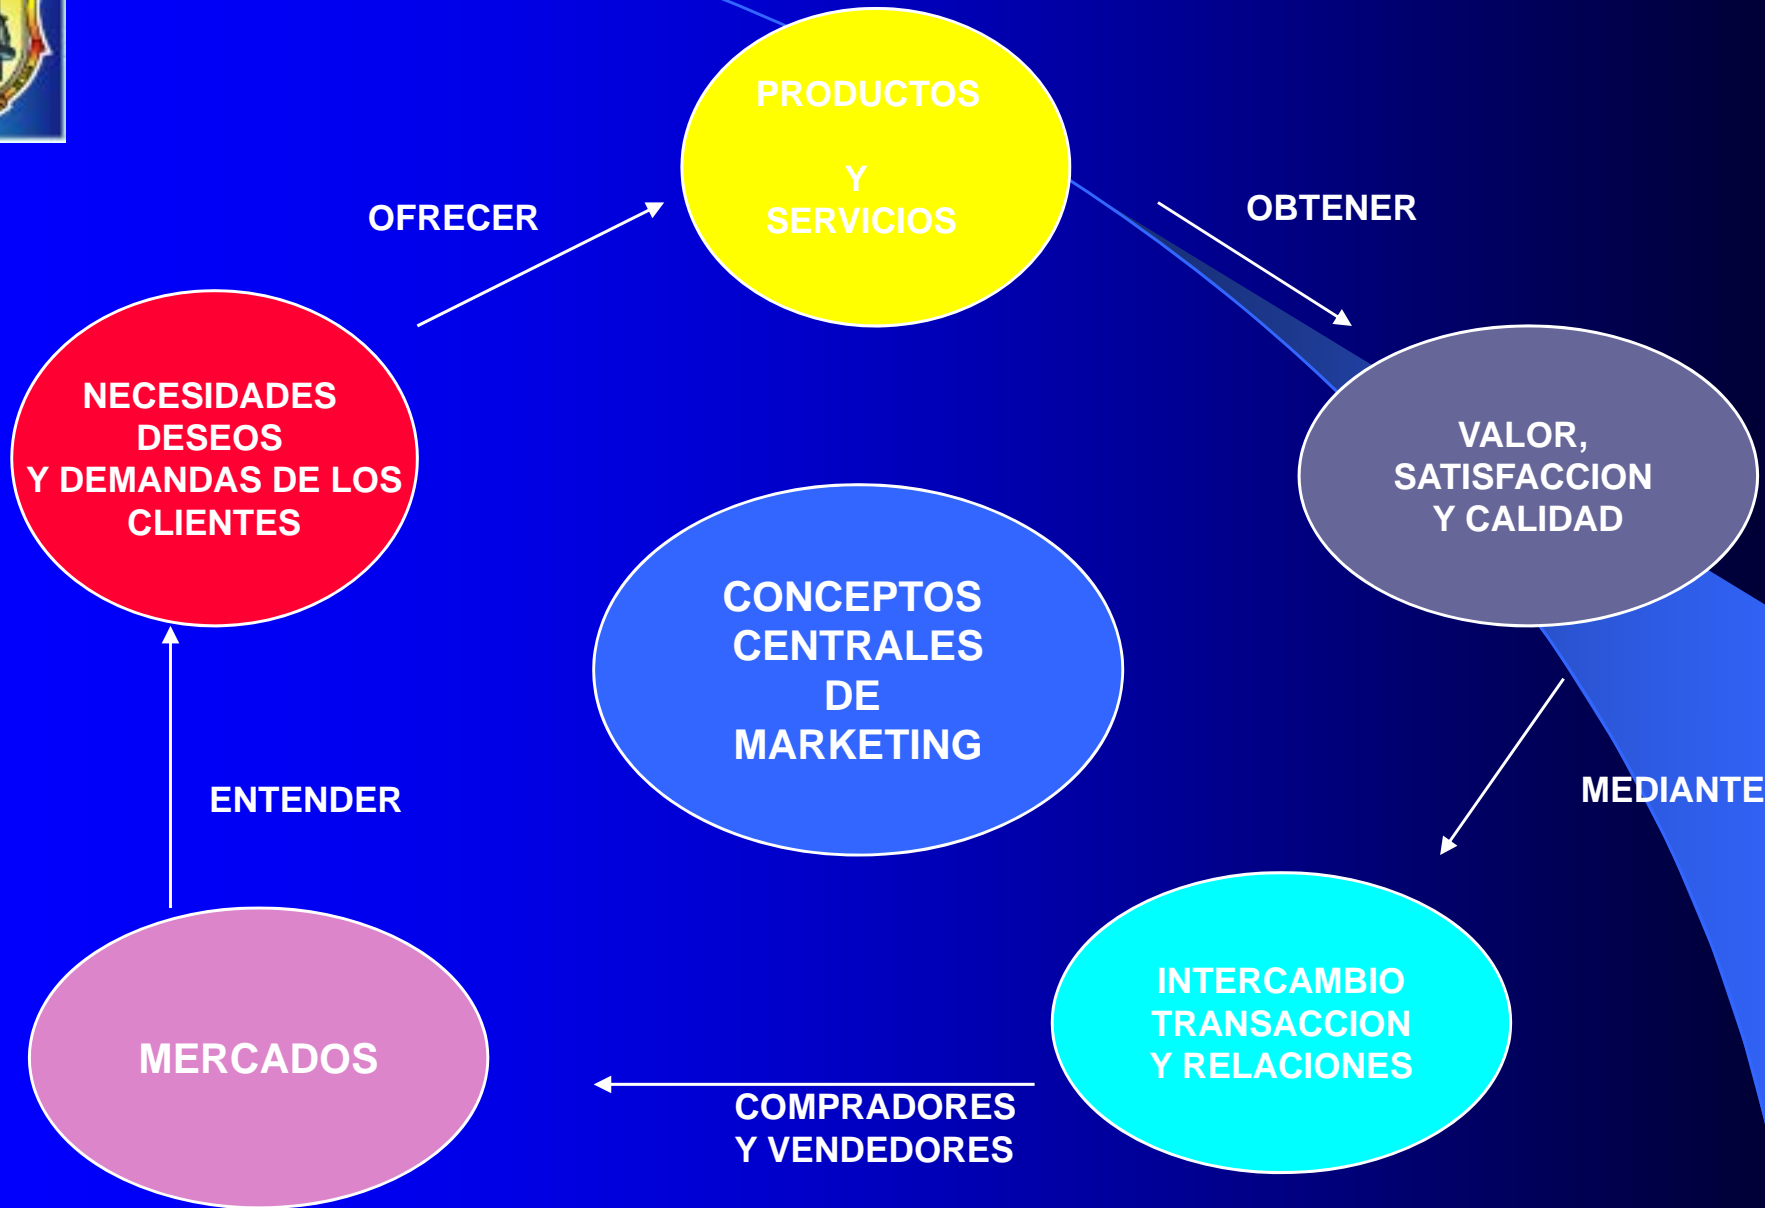 PRODUCTOS
Y
SERVICIOS
OFRECER
OBTENER
NECESIDADES
DESEOS
Y DEMANDAS DE LOS
CLIENTES
VALOR,
SATISFACCION
Y CALIDAD
CONCEPTOS
CENTRALES
DE
MARKETING
ENTENDER
MEDIANTE
MERCADOS
INTERCAMBIO
TRANSACCION
Y RELACIONES
COMPRADORES
Y VENDEDORES